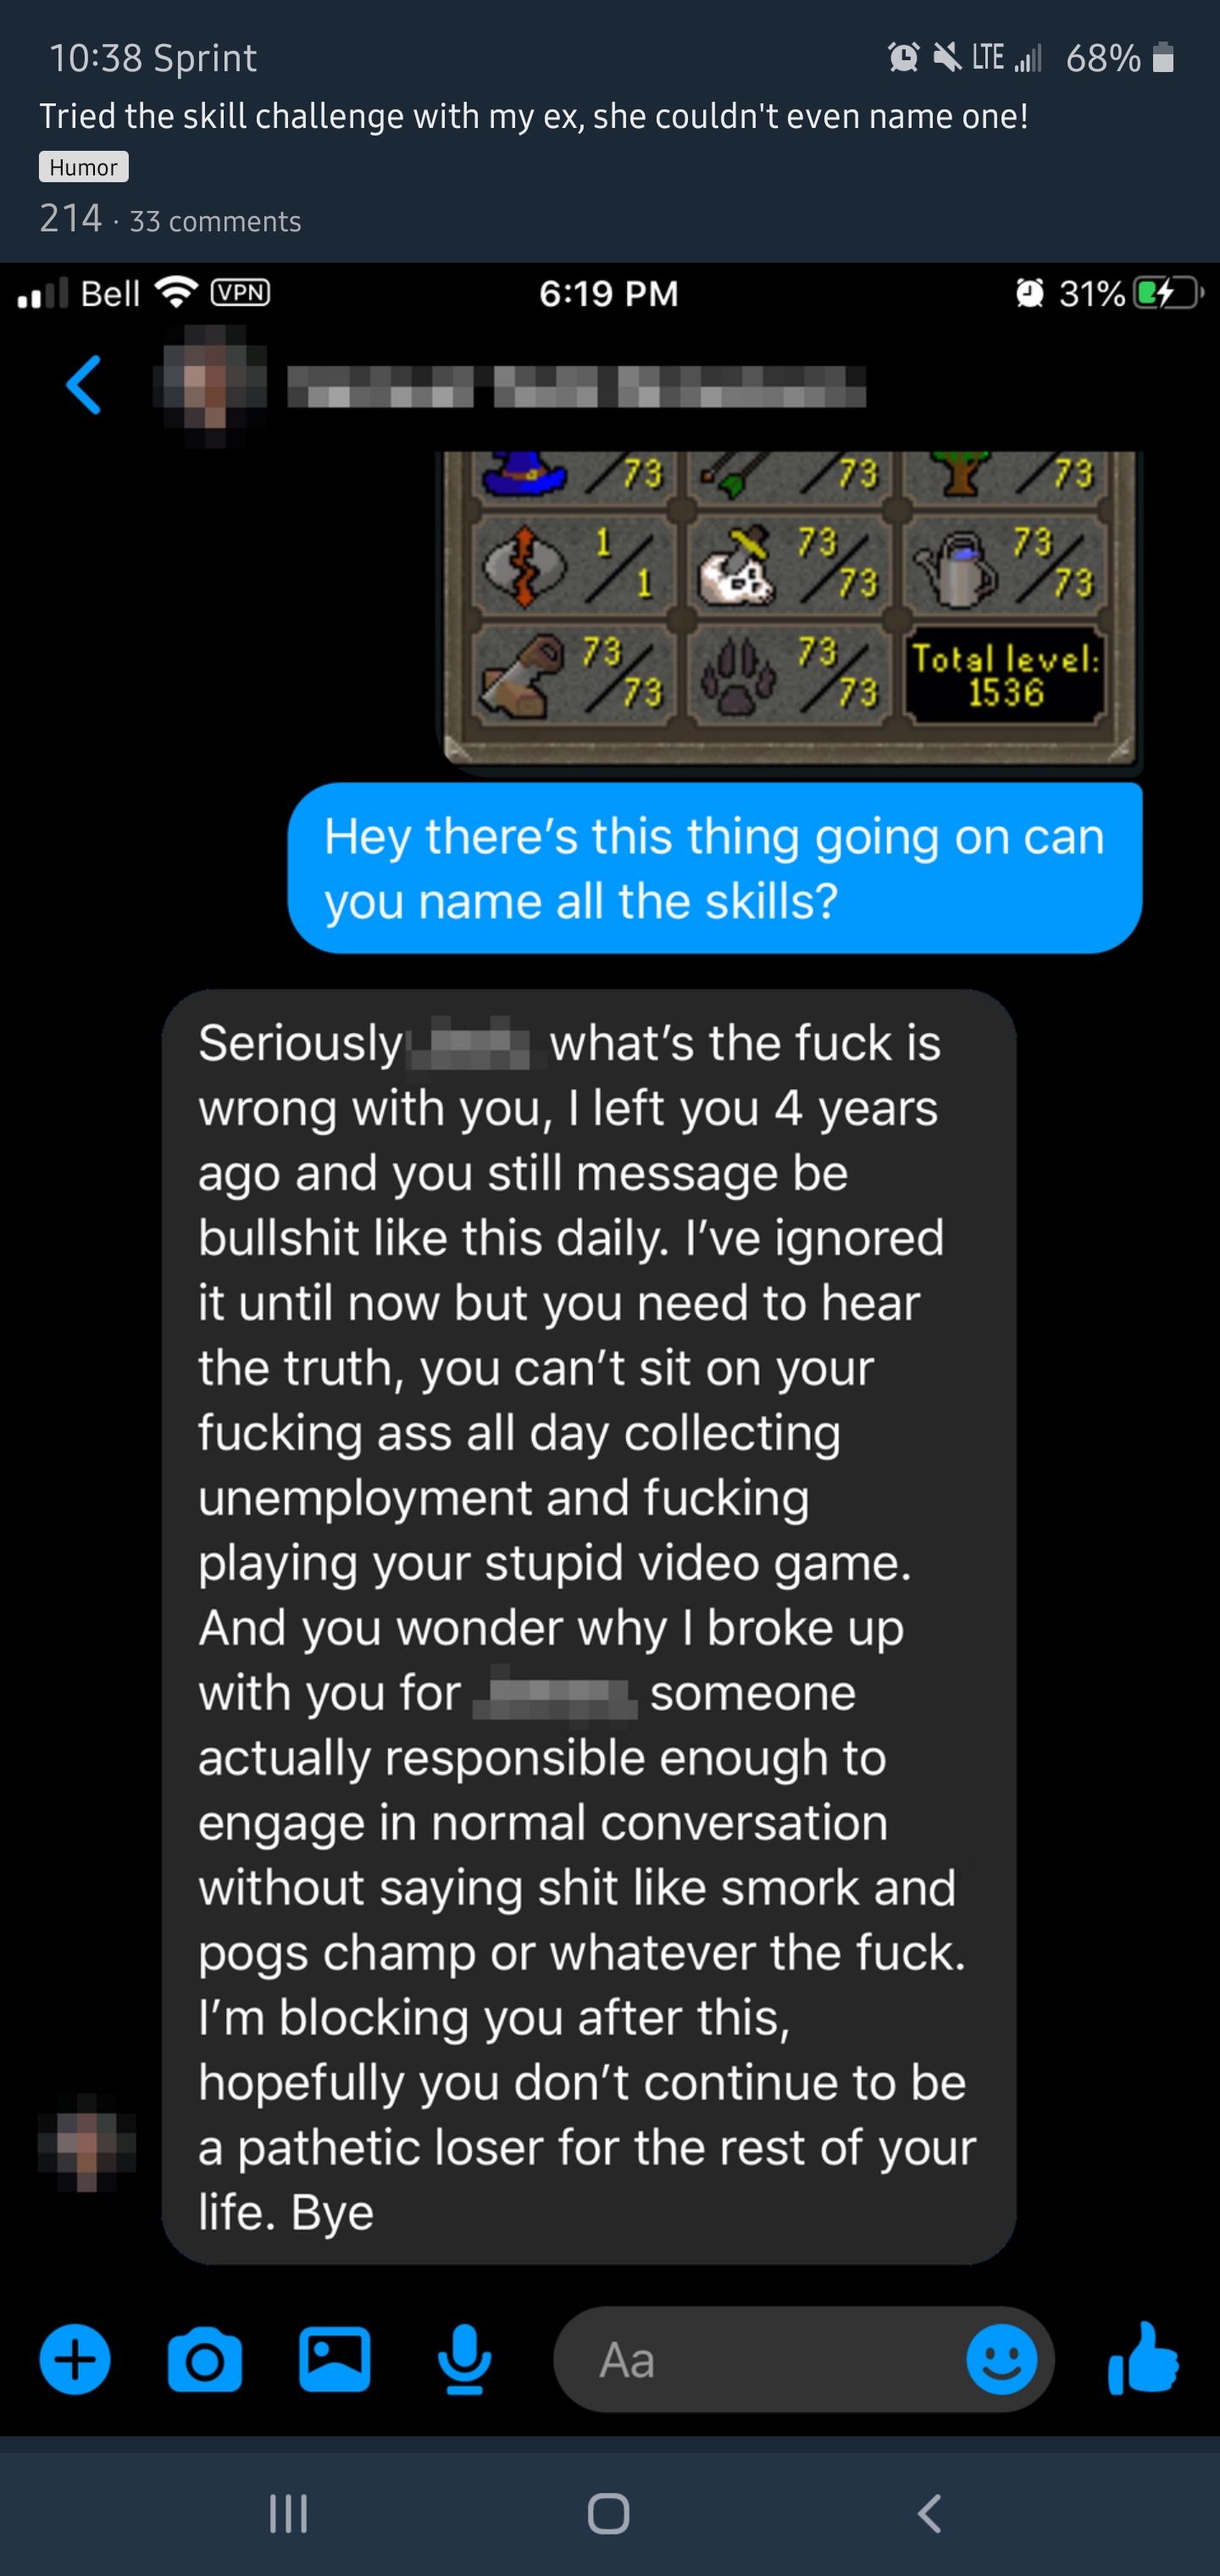 10:38 Sprint LTE 68%
Tried the skill challenge with my ex, she couldn't even name one!
Humor
214 · 33 comments
Bell VPN 6:19 PM 31%
73 73 73
1 73 73
1 73 73
73 73 Total level:
73 73 1536
Hey there's this thing going on can
you name all the skills?
Seriously what's the fuck is
wrong with you, I left you 4 years
ago and you still message be
bullshit like this daily. I've ignored
it until now but you need to hear
the truth, you can't sit on your
fucking ass all day collecting
unemployment and fucking
playing your stupid video game.
And you wonder why I broke up
with you for someone
actually responsible enough to
engage in normal conversation
without saying shit like smork and
pogs champ or whatever the fuck.
I'm blocking you after this,
hopefully you don't continue to be
a pathetic loser for the rest of your
life. Bye
Aa